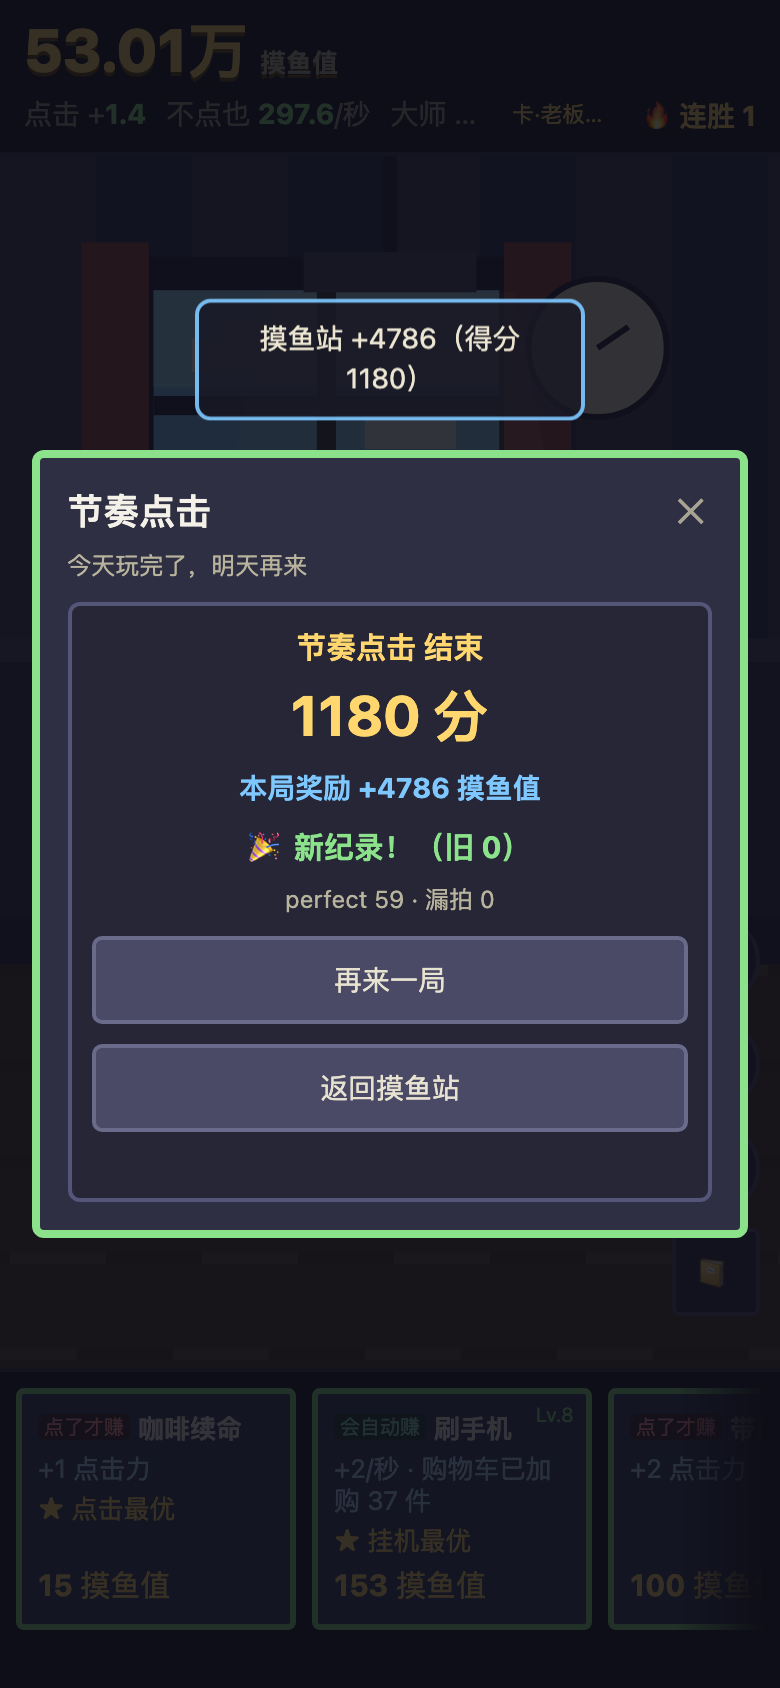 53.01万 摸鱼值
点击 +1.4 不点也 297.6/秒 大师 ... 卡·老板... 🔥 连胜 1
摸鱼站 +4786（得分
1180）
节奏点击
今天玩完了，明天再来
节奏点击 结束
1180 分
本局奖励 +4786 摸鱼值
🎉 新纪录！（旧 0）
perfect 59 · 漏拍 0
再来一局
返回摸鱼站
点了才赚 咖啡续命
+1 点击力
★ 点击最优
15 摸鱼值
会自动赚 刷手机 Lv.8
+2/秒 · 购物车已加
购 37 件
★ 挂机最优
153 摸鱼值
点了才赚 带
+2 点击力
100 摸鱼值